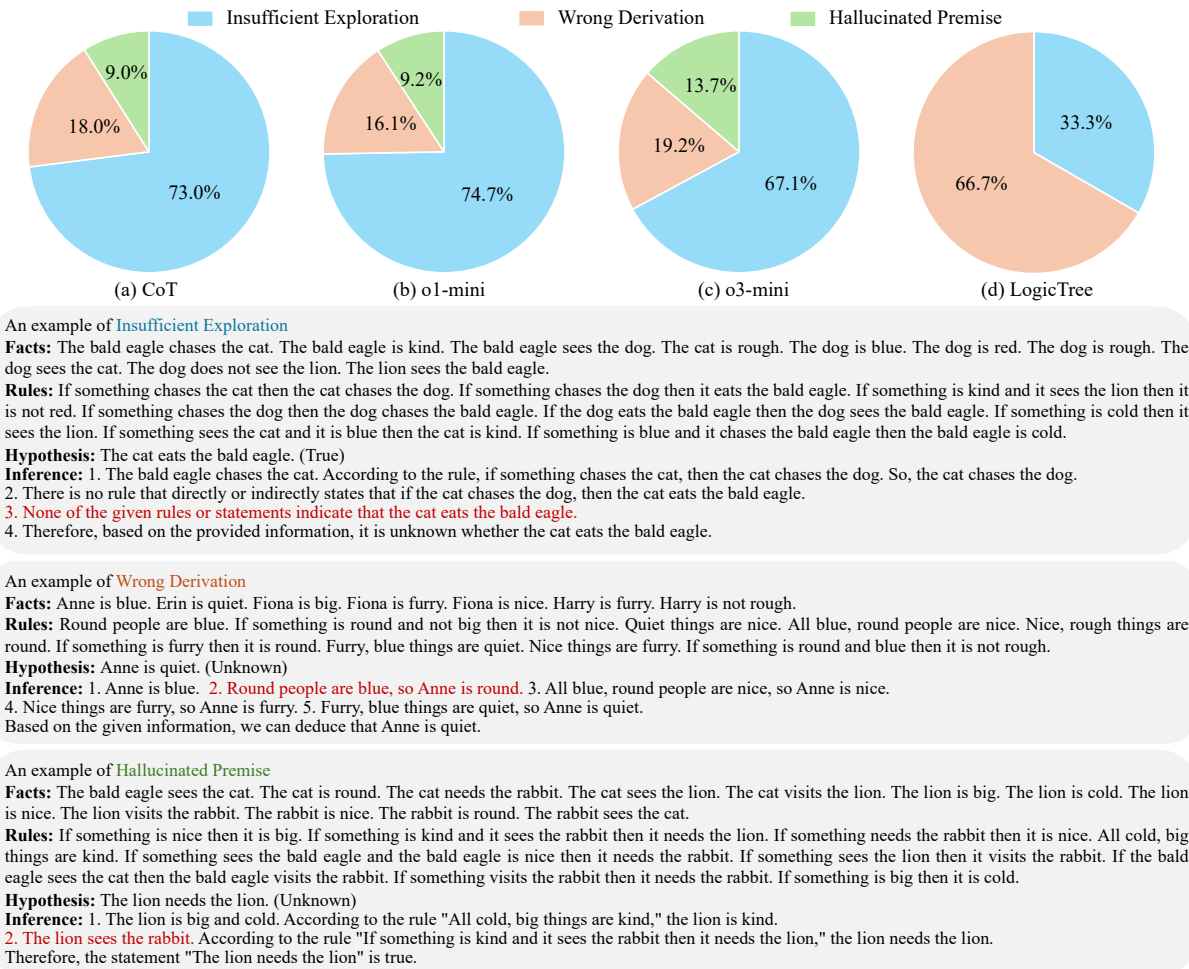 Insufficient Exploration Wrong Derivation Hallucinated Premise
9.0%
18.0%
73.0%
9.2%
16.1%
74.7%
13.7%
19.2%
67.1%
33.3%
66.7%
(a) CoT (b) o1-mini (c) o3-mini (d) LogicTree
An example of Insufficient Exploration
Facts: The bald eagle chases the cat. The bald eagle is kind. The bald eagle sees the dog. The cat is rough. The dog is blue. The dog is red. The dog is rough. The
dog sees the cat. The dog does not see the lion. The lion sees the bald eagle.
Rules: If something chases the cat then the cat chases the dog. If something chases the dog then it eats the bald eagle. If something is kind and it sees the lion then it
is not red. If something chases the dog then the dog chases the bald eagle. If the dog eats the bald eagle then the dog sees the bald eagle. If something is cold then it
sees the lion. If something sees the cat and it is blue then the cat is kind. If something is blue and it chases the bald eagle then the bald eagle is cold.
Hypothesis: The cat eats the bald eagle. (True)
Inference: 1. The bald eagle chases the cat. According to the rule, if something chases the cat, then the cat chases the dog. So, the cat chases the dog.
2. There is no rule that directly or indirectly states that if the cat chases the dog, then the cat eats the bald eagle.
3. None of the given rules or statements indicate that the cat eats the bald eagle.
4. Therefore, based on the provided information, it is unknown whether the cat eats the bald eagle.
An example of Wrong Derivation
Facts: Anne is blue. Erin is quiet. Fiona is big. Fiona is furry. Fiona is nice. Harry is furry. Harry is not rough.
Rules: Round people are blue. If something is round and not big then it is not nice. Quiet things are nice. All blue, round people are nice. Nice, rough things are
round. If something is furry then it is round. Furry, blue things are quiet. Nice things are furry. If something is round and blue then it is not rough.
Hypothesis: Anne is quiet. (Unknown)
Inference: 1. Anne is blue. 2. Round people are blue, so Anne is round. 3. All blue, round people are nice, so Anne is nice.
4. Nice things are furry, so Anne is furry. 5. Furry, blue things are quiet, so Anne is quiet.
Based on the given information, we can deduce that Anne is quiet.
An example of Hallucinated Premise
Facts: The bald eagle sees the cat. The cat is round. The cat needs the rabbit. The cat sees the lion. The cat visits the lion. The lion is big. The lion is cold. The lion
is nice. The lion visits the rabbit. The rabbit is nice. The rabbit is round. The rabbit sees the cat.
Rules: If something is nice then it is big. If something is kind and it sees the rabbit then it needs the lion. If something needs the rabbit then it is nice. All cold, big
things are kind. If something sees the bald eagle and the bald eagle is nice then it needs the rabbit. If something sees the lion then it visits the rabbit. If the bald
eagle sees the cat then the bald eagle visits the rabbit. If something visits the rabbit then it needs the rabbit. If something is big then it is cold.
Hypothesis: The lion needs the lion. (Unknown)
Inference: 1. The lion is big and cold. According to the rule "All cold, big things are kind," the lion is kind.
2. The lion sees the rabbit. According to the rule "If something is kind and it sees the rabbit then it needs the lion," the lion needs the lion.
Therefore, the statement "The lion needs the lion" is true.